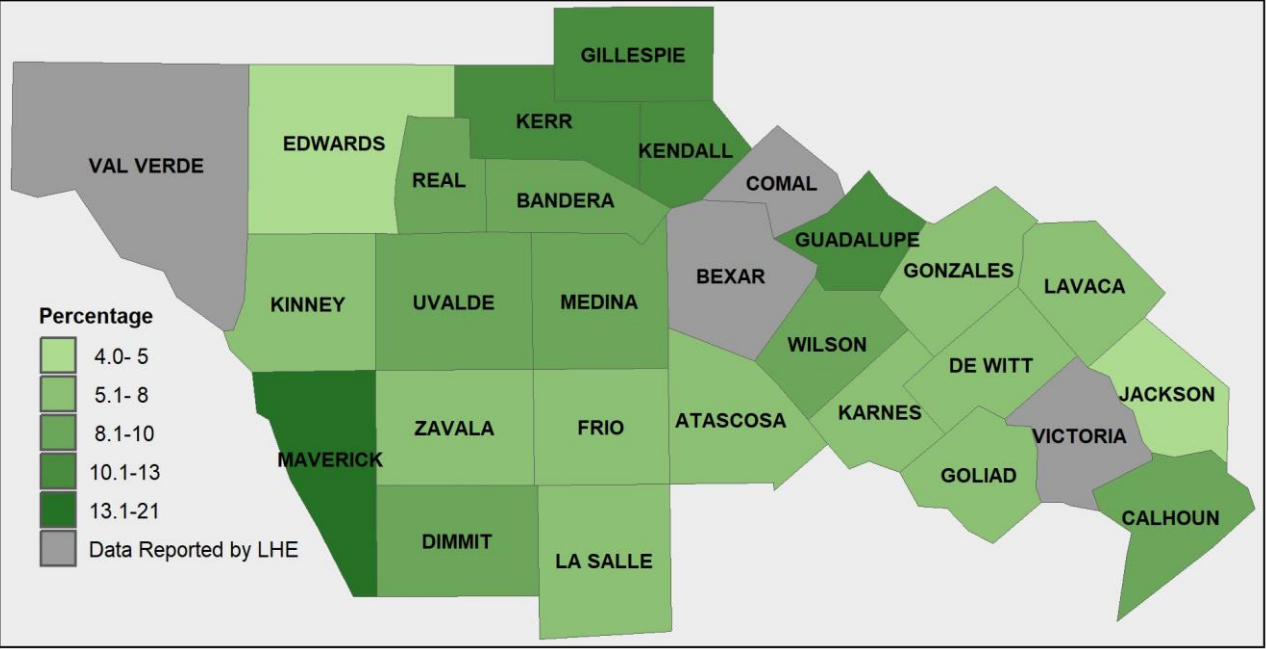 GILLESPIE
KERR
EDWARDS
KENDALL
VAL VERDE
REAL
COMAL
BANDERA
GUADALUPE
GONZALES
BEXAR
LAVACA
KINNEY
UVALDE
MEDINA
WILSON
DE WITT
JACKSON
KARNES
ATASCOSA
ZAVALA
FRIO
VICTORIA
MAVERICK
GOLIAD
CALHOUN
DIMMIT
LA SALLE
Percentage
4.0- 5
5.1- 8
8.1-10
10.1-13
13.1-21
Data Reported by LHE